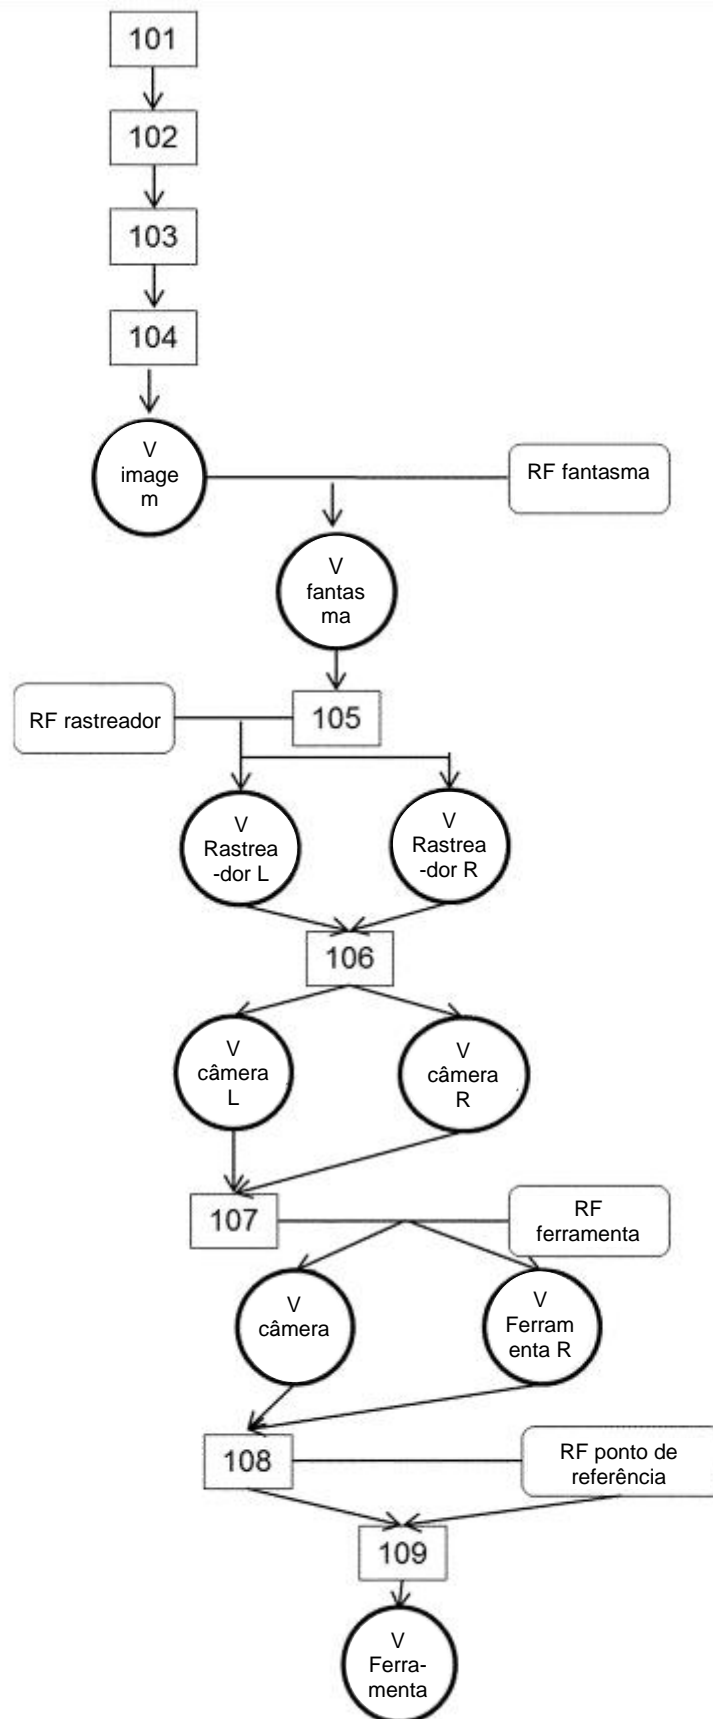 101
102
103
104
V
image
m
RF fantasma
V
fantas
ma
RF rastreador
105
V
Rastrea
-dor L
V
Rastrea
-dor R
106
V
câmera
L
V
câmera
R
107
RF
ferramenta
V
câmera
V
Ferram
enta R
108
RF ponto de
referência
109
V
Ferra-
menta